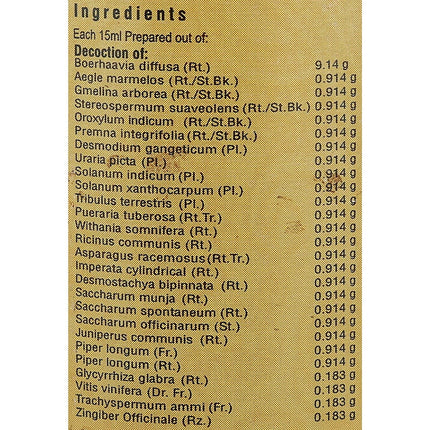 Ingredients
Each 15ml Prepared out of:
Decoction of:
Boerhaavia diffusa (Rt.) 9.14 g
Aegle marmelos (Rt./St.Bk.) 0.914 g
Gmelina arborea (Rt./St.Bk.) 0.914 g
Stereospermum suaveolens (Rt./St.Bk.) 0.914 g
Oroxylum indicum (Rt./St.Bk.) 0.914 g
Premna integrifolia (Rt./St.Bk.) 0.914 g
Desmodium gangeticum (Pl.) 0.914 g
Uraria picta (Pl.) 0.914 g
Solanum indicum (Pl.) 0.914 g
Solanum xanthocarpum (Pl.) 0.914 g
Tribulus terrestris (Pl.) 0.914 g
Pueraria tuberosa (Rt.Tr.) 0.914 g
Withania somnifera (Rt.) 0.914 g
Ricinus communis (Rt.) 0.914 g
Asparagus racemosus (Rt.Tr.) 0.914 g
Imperata cylindrical (Rt.) 0.914 g
Desmostachya bipinnata (Rt.) 0.914 g
Saccharum munja (Rt.) 0.914 g
Saccharum spontaneum (Rt.) 0.914 g
Saccharum officinarum (St.) 0.914 g
Juniperus communis (Rt.) 0.914 g
Piper longum (Fr.) 0.914 g
Piper longum (Rt.) 0.914 g
Glycyrrhiza glabra (Rt.) 0.183 g
Vitis vinifera (Dr. Fr.) 0.183 g
Trachyspermum ammi (Fr.) 0.183 g
Zingiber Officinale (Rz.) 0.183 g